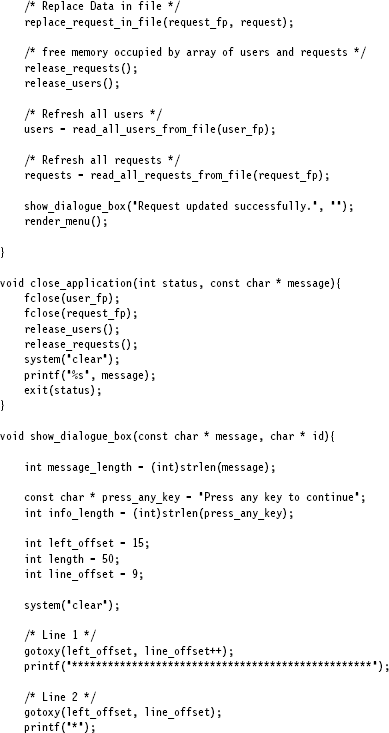 /* Replace Data in file */
replace_request_in_file(request_fp, request);
/* free memory occupied by array of users and requests */
release_requests();
release_users();
/* Refresh all users */
users = read_all_users_from_file(user_fp);
/* Refresh all requests */
requests = read_all_requests_from_file(request_fp);
show_dialogue_box("Request updated successfully.", "");
render_menu();
}
void close_application(int status, const char * message){
fclose(user_fp);
fclose(request_fp);
release_users();
release_requests();
system("clear");
printf("%s", message);
exit(status);
}
void show_dialogue_box(const char * message, char * id){
int message_length = (int)strlen(message);
const char * press_any_key = "Press any key to continue";
int info_length = (int)strlen(press_any_key);
int left_offset = 15;
int length = 50;
int line_offset = 9;
system("clear");
/* Line 1 */
gotoxy(left_offset, line_offset++);
printf("**************************************************");
/* Line 2 */
gotoxy(left_offset, line_offset);
printf("*");